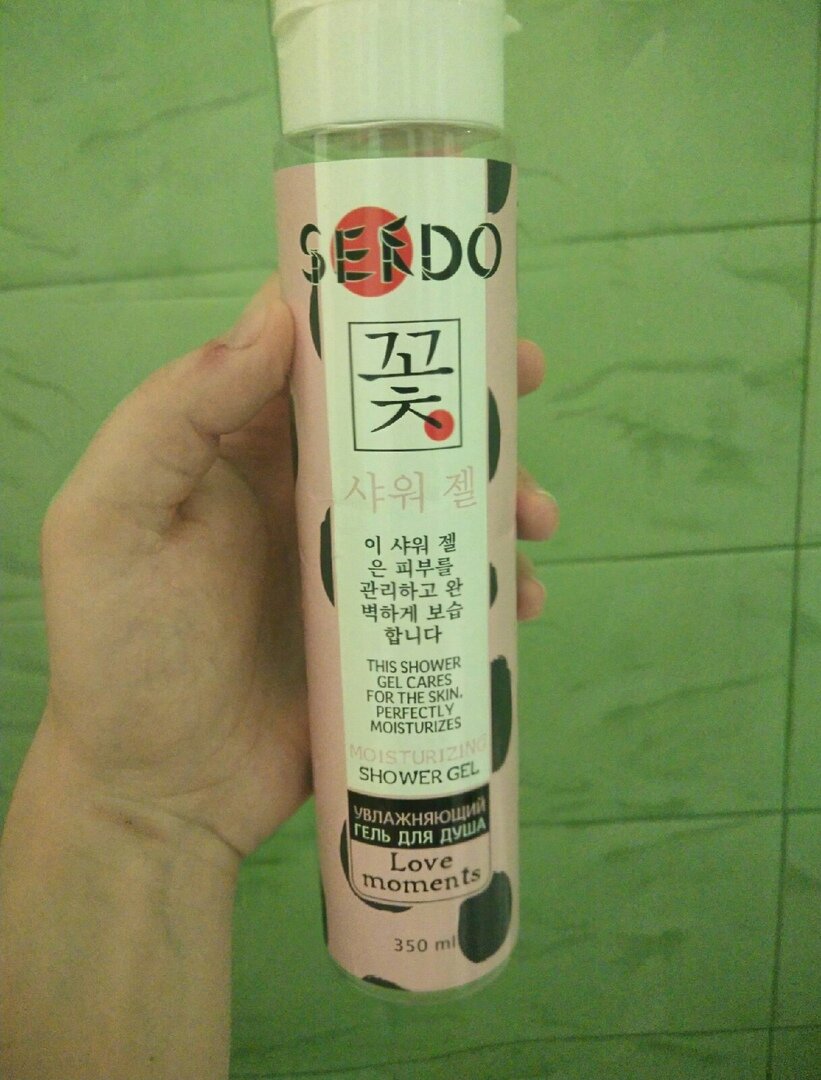 SENDO
꽃
샤워 젤
이 샤워 젤
은 피부를
관리하고 완
벽하게 보습
합니다
THIS SHOWER
GEL CARES
FOR THE SKIN,
PERFECTLY
MOISTURIZES
MOISTURIZING
SHOWER GEL
УВЛАЖНЯЮЩИЙ
ГЕЛЬ ДЛЯ ДУША
Love
moments
350 ml